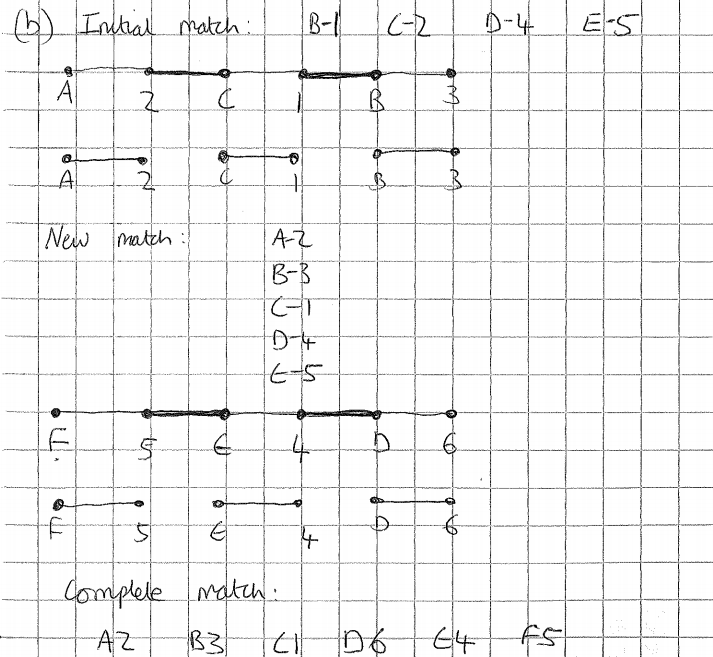 (b) Initial match: B-1 C-2 D-4 E-5
A 2 C 1 B 3
A 2 C 1 B 3
New match: A-2
B-3
C-1
D-4
E-5
F 5 E 4 D 6
F 5 E 4 D 6
Complete match:
A2 B3 C1 D6 E4 F5